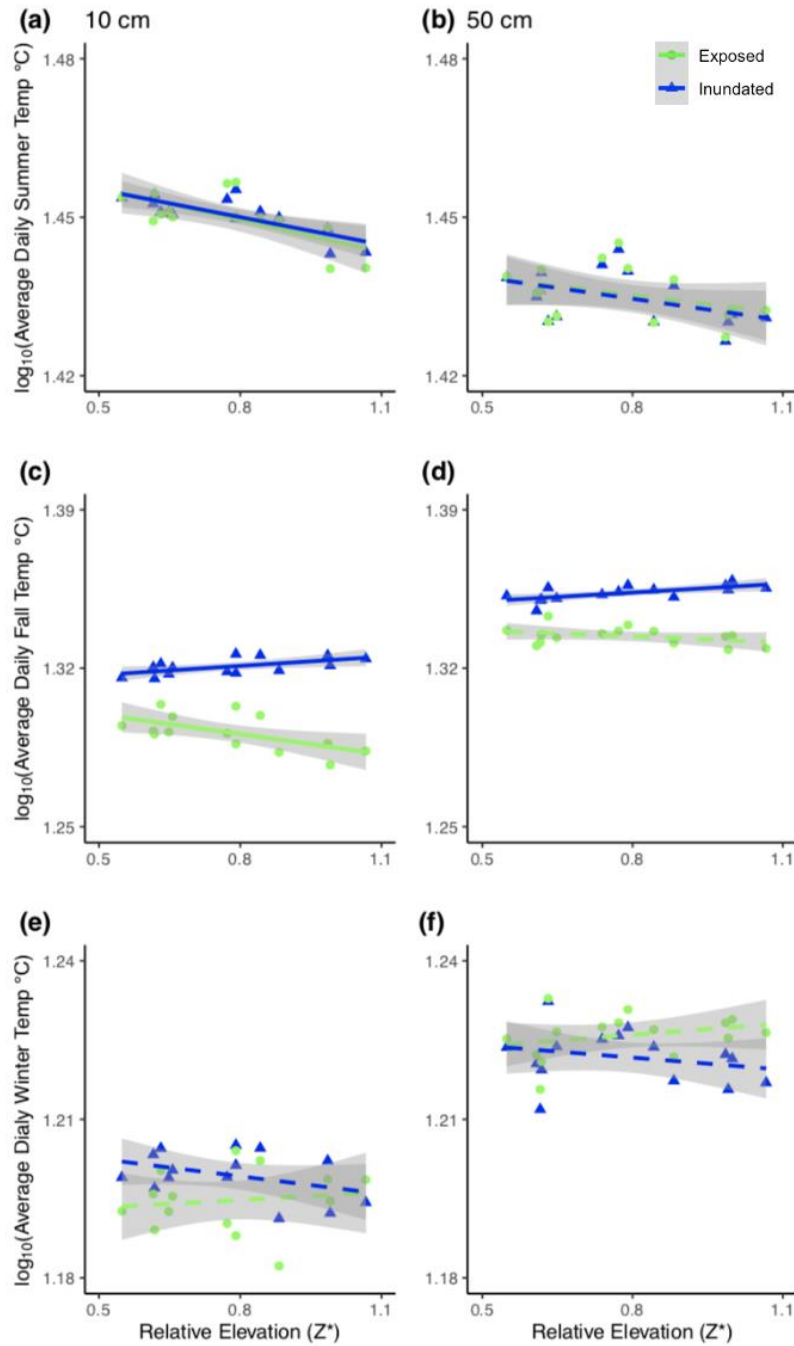 (a) 10 cm
(b) 50 cm
Exposed
Inundated
log₁₀(Average Daily Summer Temp °C)
1.48
1.45
1.42
0.5 0.8 1.1
1.48
1.45
1.42
0.5 0.8 1.1
(c)
(d)
log₁₀(Average Daily Fall Temp °C)
1.39
1.32
1.25
0.5 0.8 1.1
1.39
1.32
1.25
0.5 0.8 1.1
(e)
(f)
log₁₀(Average Dialy Winter Temp °C)
1.24
1.21
1.18
0.5 0.8 1.1
Relative Elevation (Z*)
1.24
1.21
1.18
0.5 0.8 1.1
Relative Elevation (Z*)